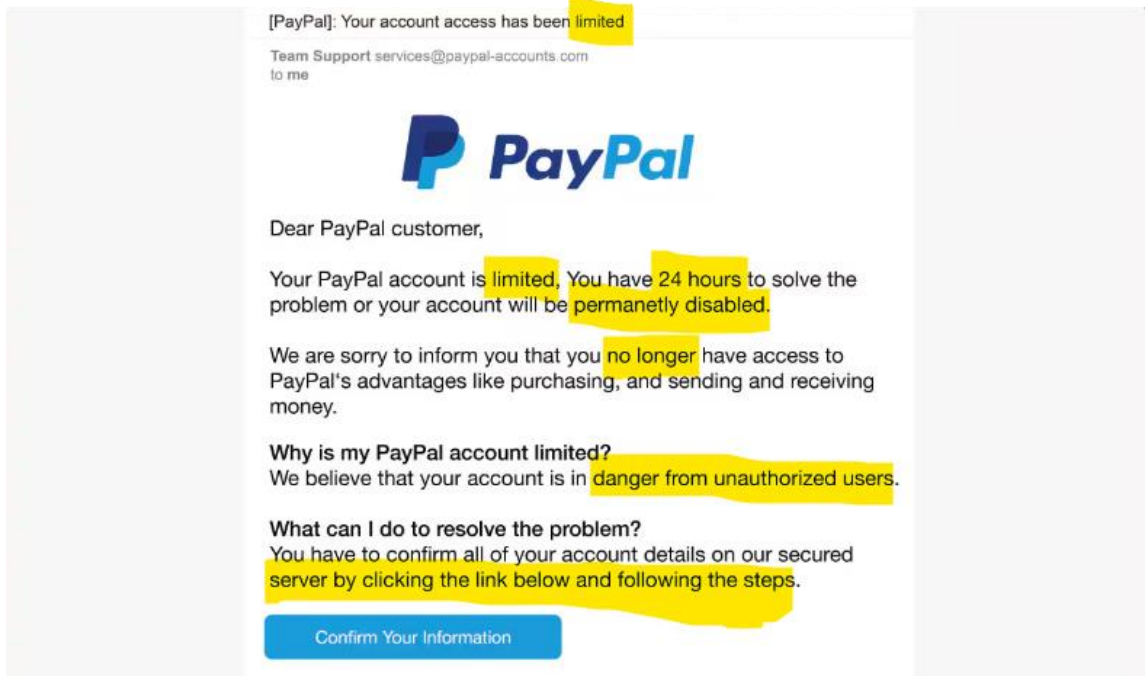 [PayPal]: Your account access has been limited
Team Support services@paypal-accounts.com
to me
PayPal
Dear PayPal customer,
Your PayPal account is limited, You have 24 hours to solve the
problem or your account will be permanetly disabled.
We are sorry to inform you that you no longer have access to
PayPal's advantages like purchasing, and sending and receiving
money.
Why is my PayPal account limited?
We believe that your account is in danger from unauthorized users.
What can I do to resolve the problem?
You have to confirm all of your account details on our secured
server by clicking the link below and following the steps.
Confirm Your Information